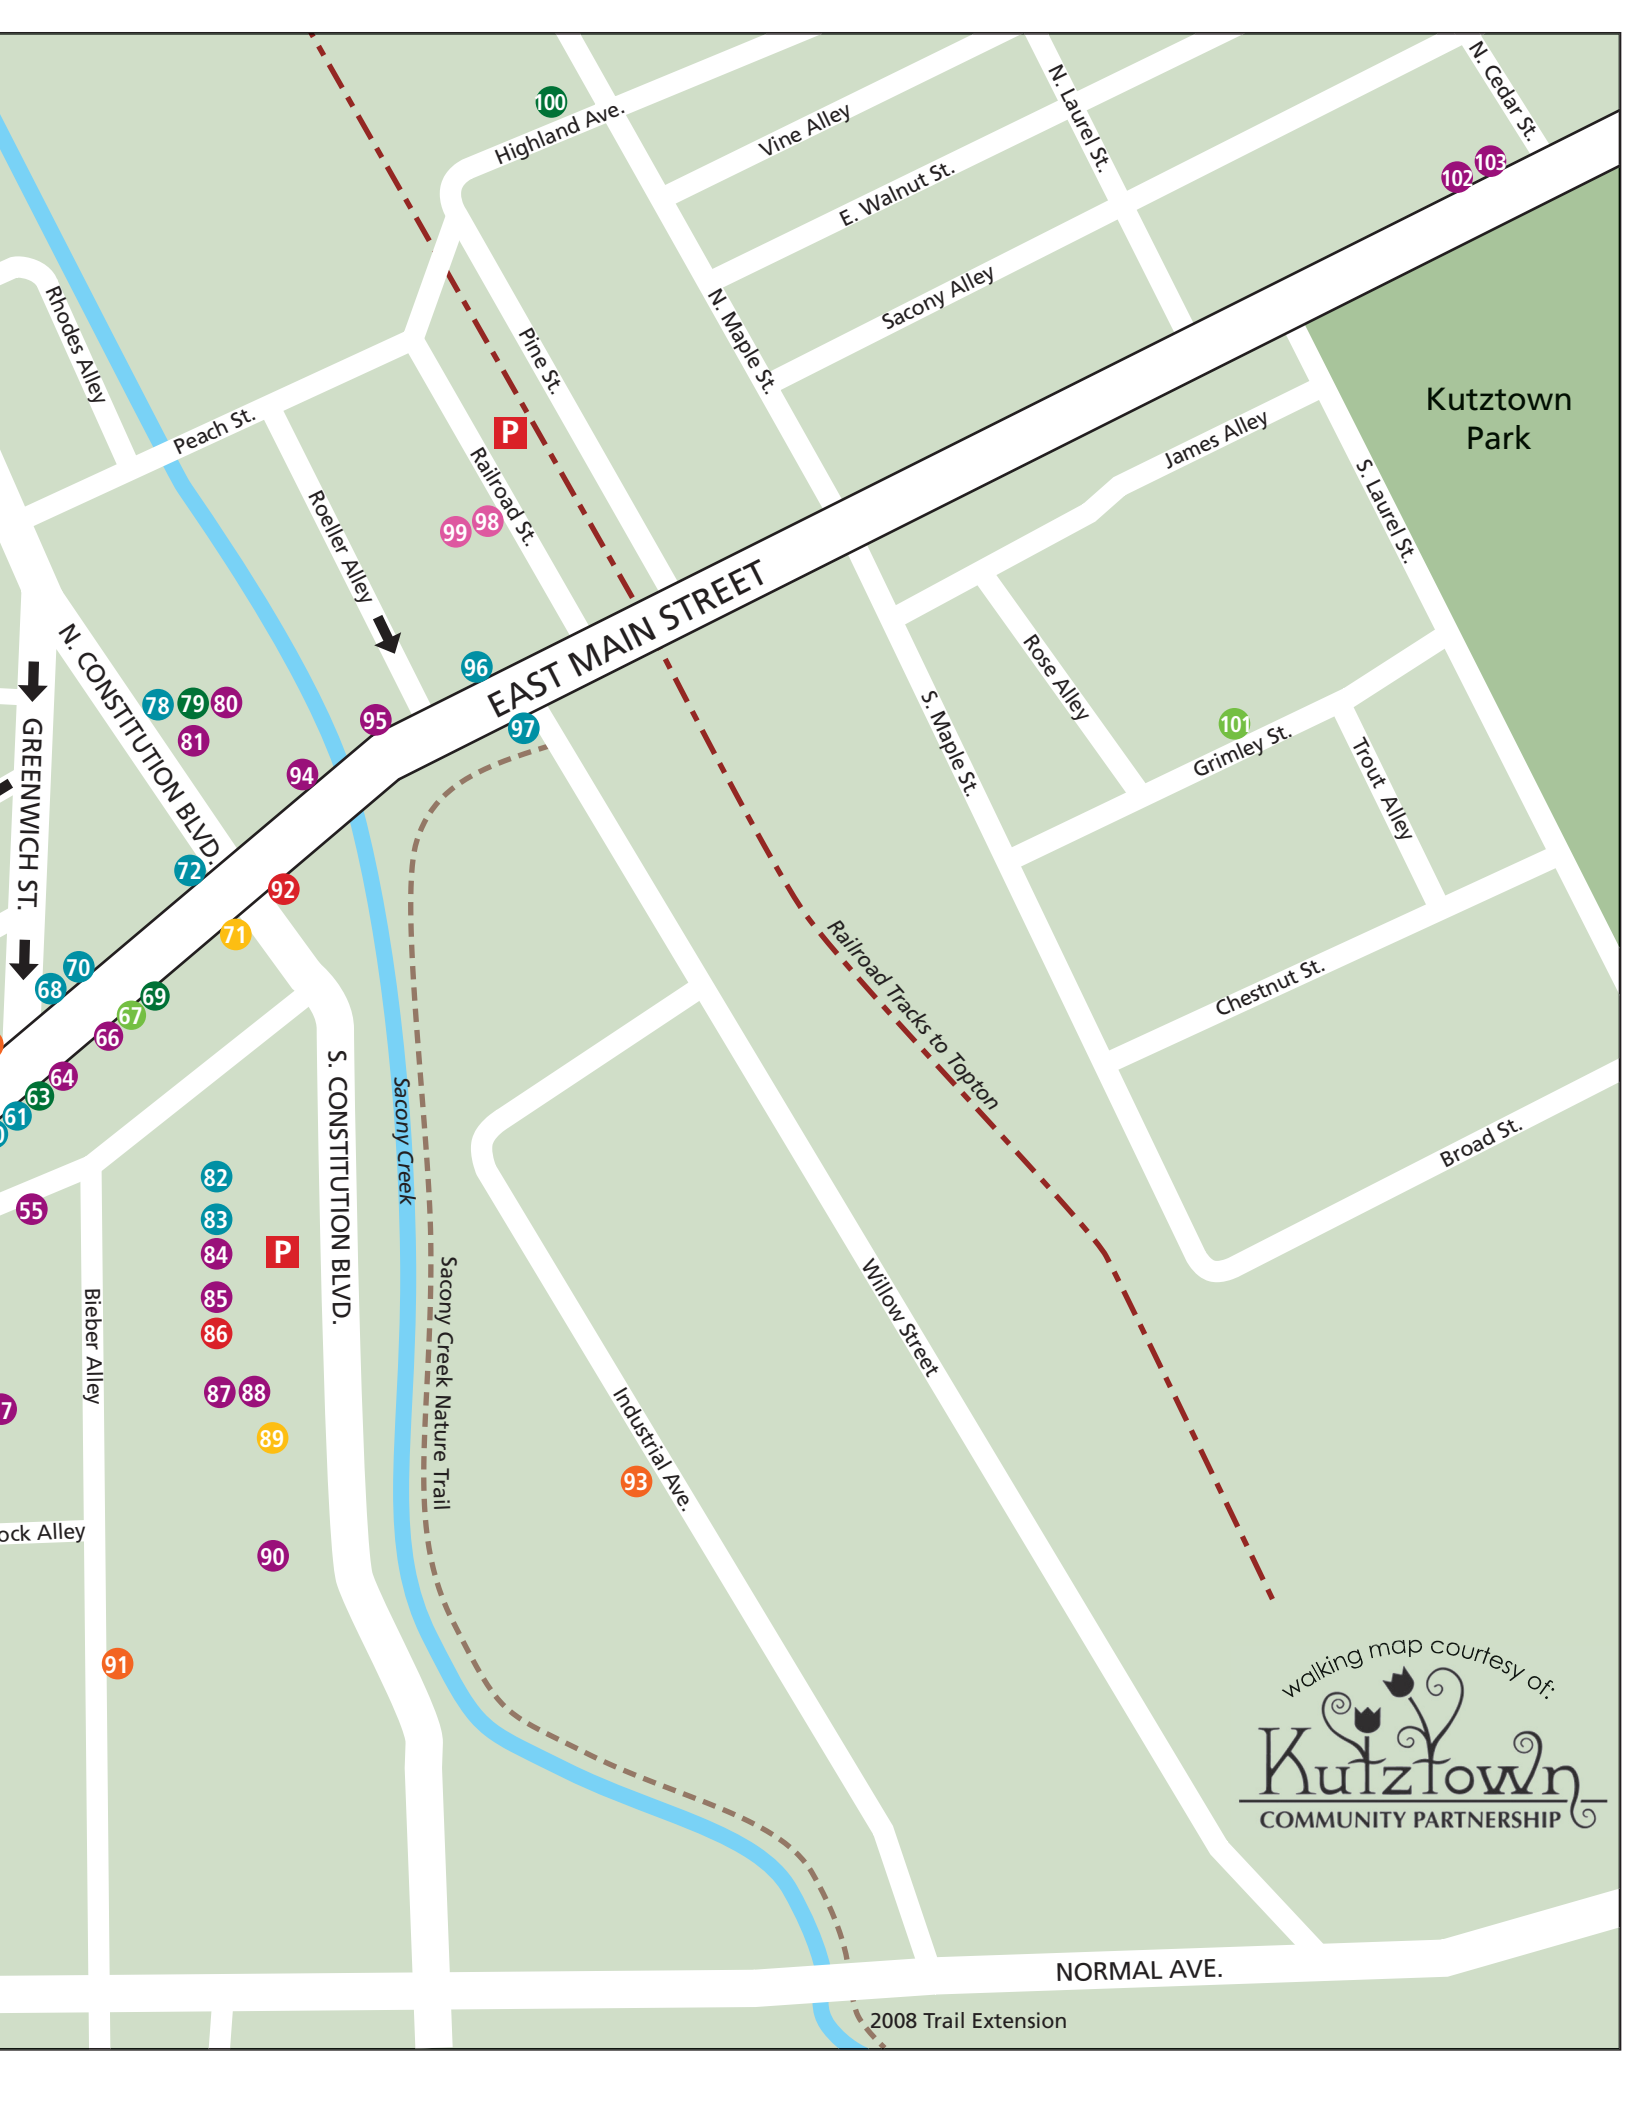 N. Cedar St.
N. Laurel St.
100
Highland Ave.
Vine Alley
103
102
E. Walnut St.
Sacony Alley
Rhodes Alley
N. Maple St.
Pine St.
Kutztown
Park
Peach St.
P
James Alley
Railroad St.
S. Laurel St.
Roeller Alley
99
98
EAST MAIN STREET
N. CONSTITUTION BLVD.
96
Rose Alley
78
79
80
81
95
97
S. Maple St.
101
Grimley St.
Trout Alley
94
GREENWICH ST.
72
92
71
70
68
69
67
66
Railroad Tracks to Topton
Chestnut St.
64
63
61
S. CONSTITUTION BLVD.
Sacony Creek
Broad St.
82
55
83
84
P
85
86
Sacony Creek Nature Trail
Willow Street
Bieber Alley
87
88
7
89
Industrial Ave.
93
ock Alley
90
91
walking map courtesy of:
Kutztown
COMMUNITY PARTNERSHIP
NORMAL AVE.
2008 Trail Extension